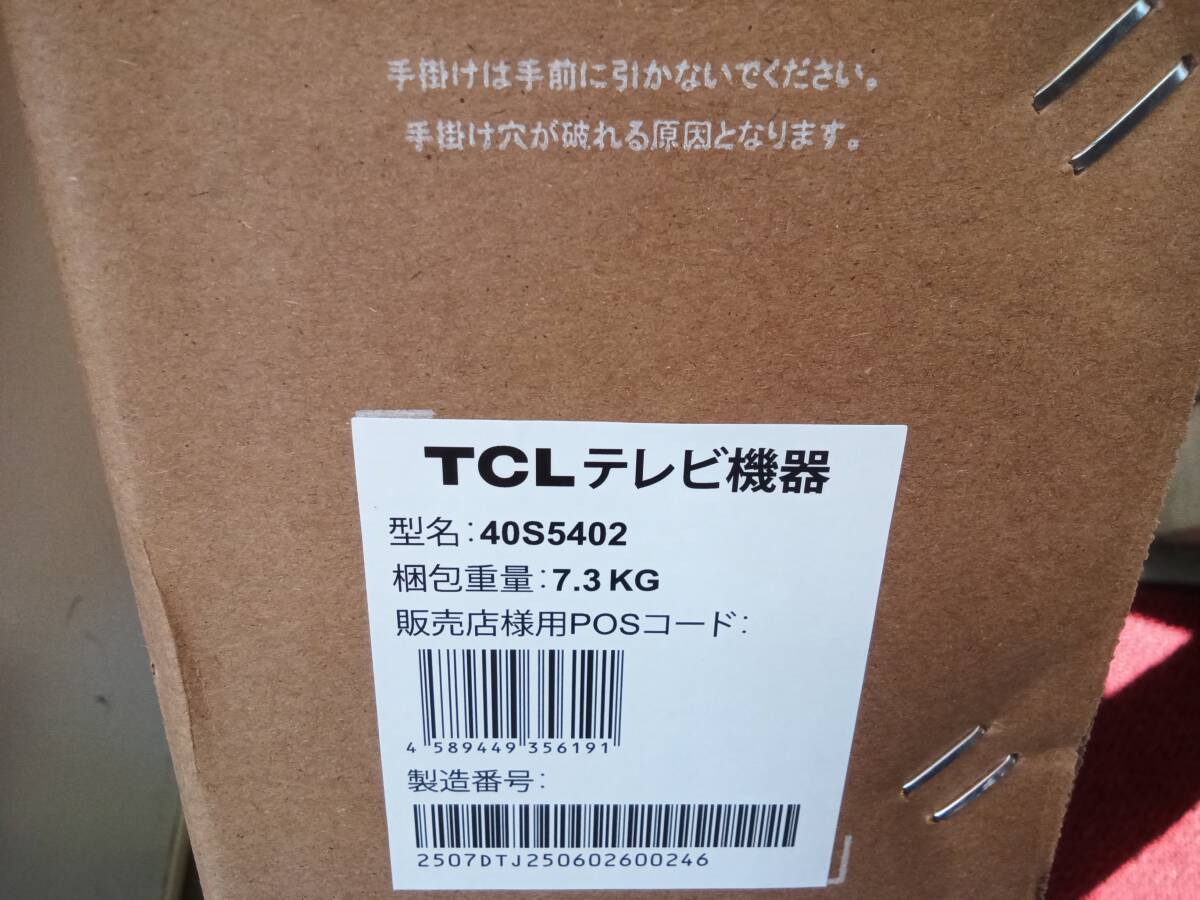 手掛けは手前に引かないでください。
手掛け穴が破れる原因となります。
TCLテレビ機器
型名:40S5402
梱包重量:7.3KG
販売店様用POSコード:
4 589449 356191
製造番号:
2507DTJ250602600246